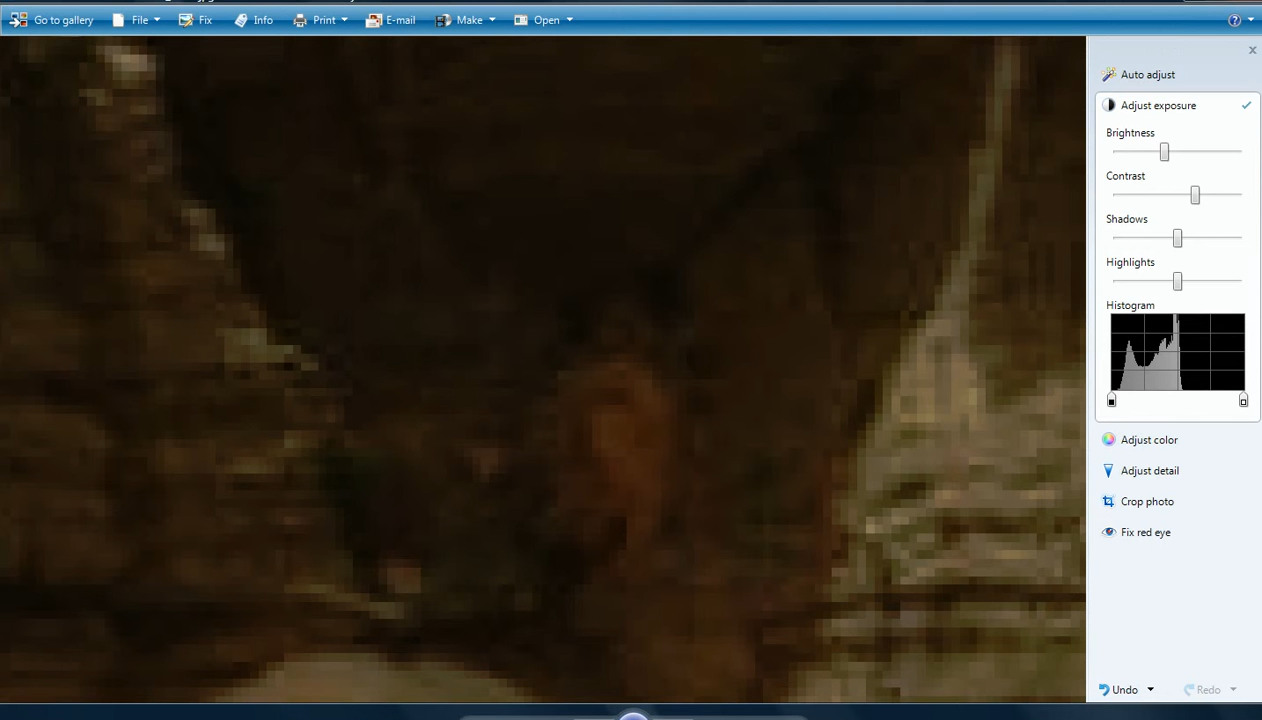 Go to gallery File Fix Info Print E-mail Make Open
Auto adjust
Adjust exposure
Brightness
Contrast
Shadows
Highlights
Histogram
Adjust color
Adjust detail
Crop photo
Fix red eye
Undo Redo